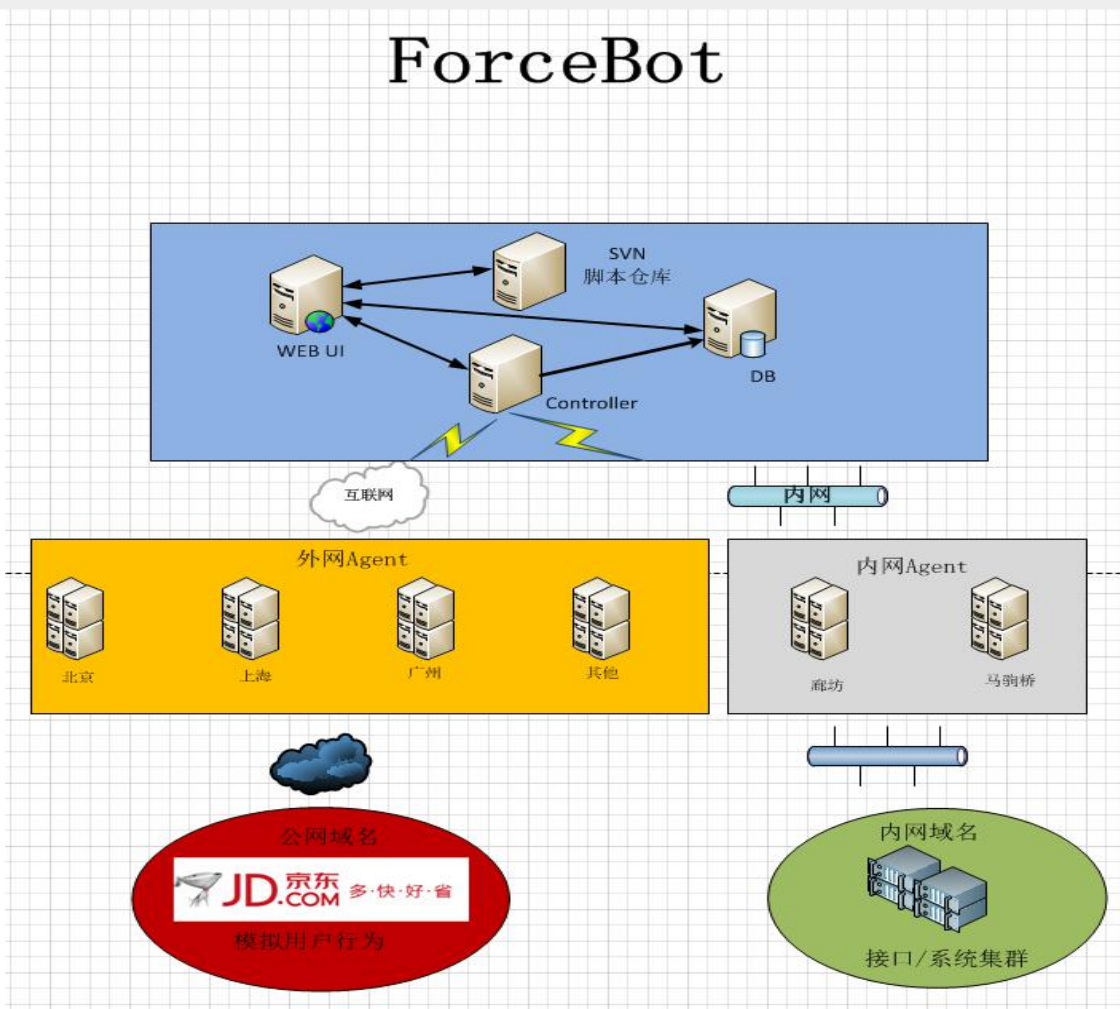 ForceBot
SVN
脚本仓库
WEB UI
DB
Controller
互联网
内网
外网Agent
内网Agent
北京
上海
广州
其他
廊坊
马驹桥
公网域名
JD.COM 京东 多·快·好·省
模拟用户行为
内网域名
接口/系统集群